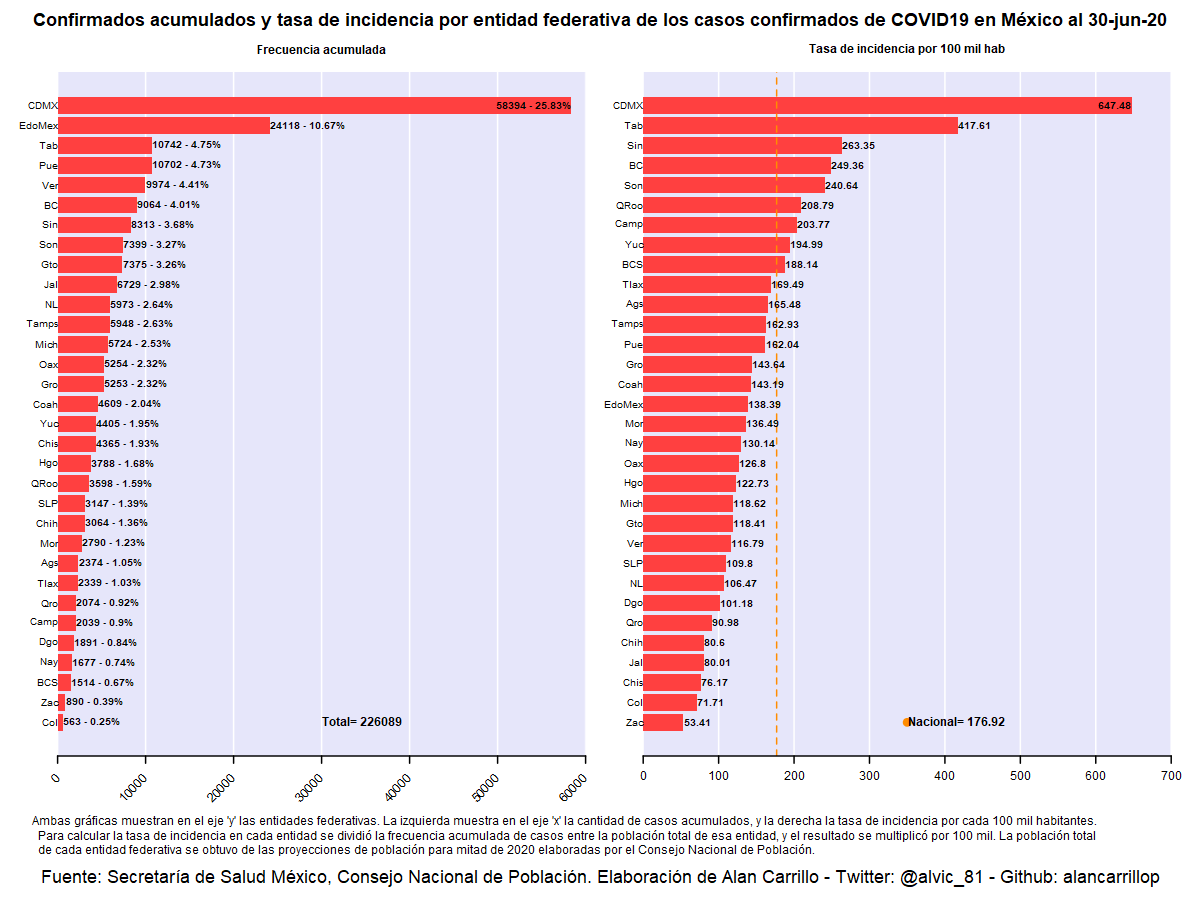 Confirmados acumulados y tasa de incidencia por entidad federativa de los casos confirmados de COVID19 en México al 30-jun-20
Frecuencia acumulada
CDMX 58394 - 25.83%
EdoMex 24118 - 10.67%
Tab 10742 - 4.75%
Pue 10702 - 4.73%
Ver 9974 - 4.41%
BC 9064 - 4.01%
Sin 8313 - 3.68%
Son 7399 - 3.27%
Gto 7375 - 3.26%
Jal 6729 - 2.98%
NL 5973 - 2.64%
Tamps 5948 - 2.63%
Mich 5724 - 2.53%
Oax 5254 - 2.32%
Gro 5253 - 2.32%
Coah 4609 - 2.04%
Yuc 4405 - 1.95%
Chis 4365 - 1.93%
Hgo 3788 - 1.68%
QRoo 3598 - 1.59%
SLP 3147 - 1.39%
Chih 3064 - 1.36%
Mor 2790 - 1.23%
Ags 2374 - 1.05%
Tlax 2339 - 1.03%
Qro 2074 - 0.92%
Camp 2039 - 0.9%
Dgo 1891 - 0.84%
Nay 1677 - 0.74%
BCS 1514 - 0.67%
Zac 890 - 0.39%
Col 563 - 0.25%
Total= 226089
0 10000 20000 30000 40000 50000 60000
Tasa de incidencia por 100 mil hab
CDMX 647.48
Tab 417.61
Sin 263.35
BC 249.36
Son 240.64
QRoo 208.79
Camp 203.77
Yuc 194.99
BCS 188.14
Tlax 169.49
Ags 165.48
Tamps 162.93
Pue 162.04
Gro 143.64
Coah 143.19
EdoMex 138.39
Mor 136.49
Nay 130.14
Oax 126.8
Hgo 122.73
Mich 118.62
Gto 118.41
Ver 116.79
SLP 109.8
NL 106.47
Dgo 101.18
Qro 90.98
Chih 80.6
Jal 80.01
Chis 76.17
Col 71.71
Zac 53.41
Nacional= 176.92
0 100 200 300 400 500 600 700
Ambas gráficas muestran en el eje 'y' las entidades federativas. La izquierda muestra en el eje 'x' la cantidad de casos acumulados, y la derecha la tasa de incidencia por cada 100 mil habitantes.
Para calcular la tasa de incidencia en cada entidad se dividió la frecuencia acumulada de casos entre la población total de esa entidad, y el resultado se multiplicó por 100 mil. La población total
de cada entidad federativa se obtuvo de las proyecciones de población para mitad de 2020 elaboradas por el Consejo Nacional de Población.
Fuente: Secretaría de Salud México, Consejo Nacional de Población. Elaboración de Alan Carrillo - Twitter: @alvic_81 - Github: alancarrillop